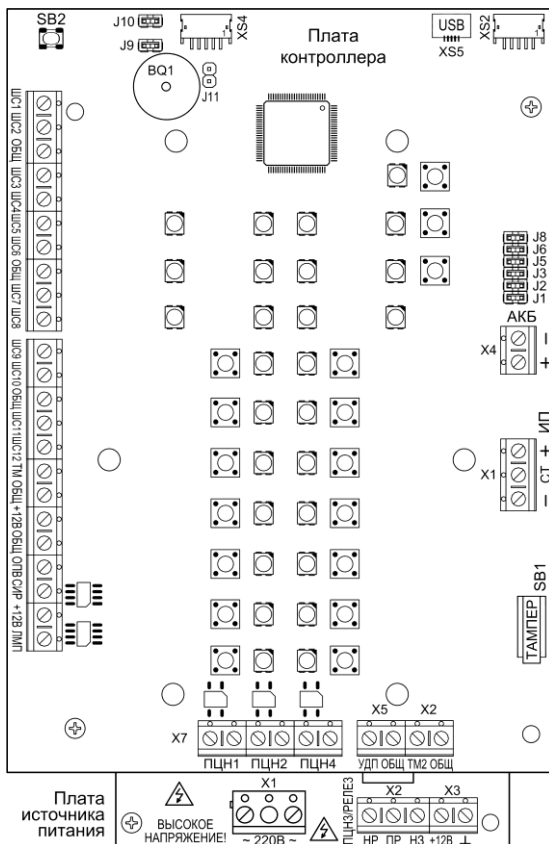 SB2
J10
J9
XS4
1
BQ1
J11
Плата
контроллера
USB
XS5
XS2
1
ШС1 ШС2 ОБЩ ШС3 ШС4 ШС5 ШС6 ОБЩ ШС7 ШС8
J8
J6
J5
J3
J2
J1
АКБ
X4
–
+
ШС9 ШС10 ОБЩ ШС11 ШС12 ТМ ОБЩ +12В ОБЩ ОПВ СИР +12В ЛМП
ИП
X1
– СТ +
SB1
ТАМПЕР
X7
ПЦН1 ПЦН2 ПЦН4
X5 X2
УДП ОБЩ ТМ2 ОБЩ
Плата
источника
питания
ВЫСОКОЕ
НАПРЯЖЕНИЕ!
X1
~ 220В ~
ПЦН3/РЕЛЕ3
X2 X3
НР ПР НЗ +12В ⊥